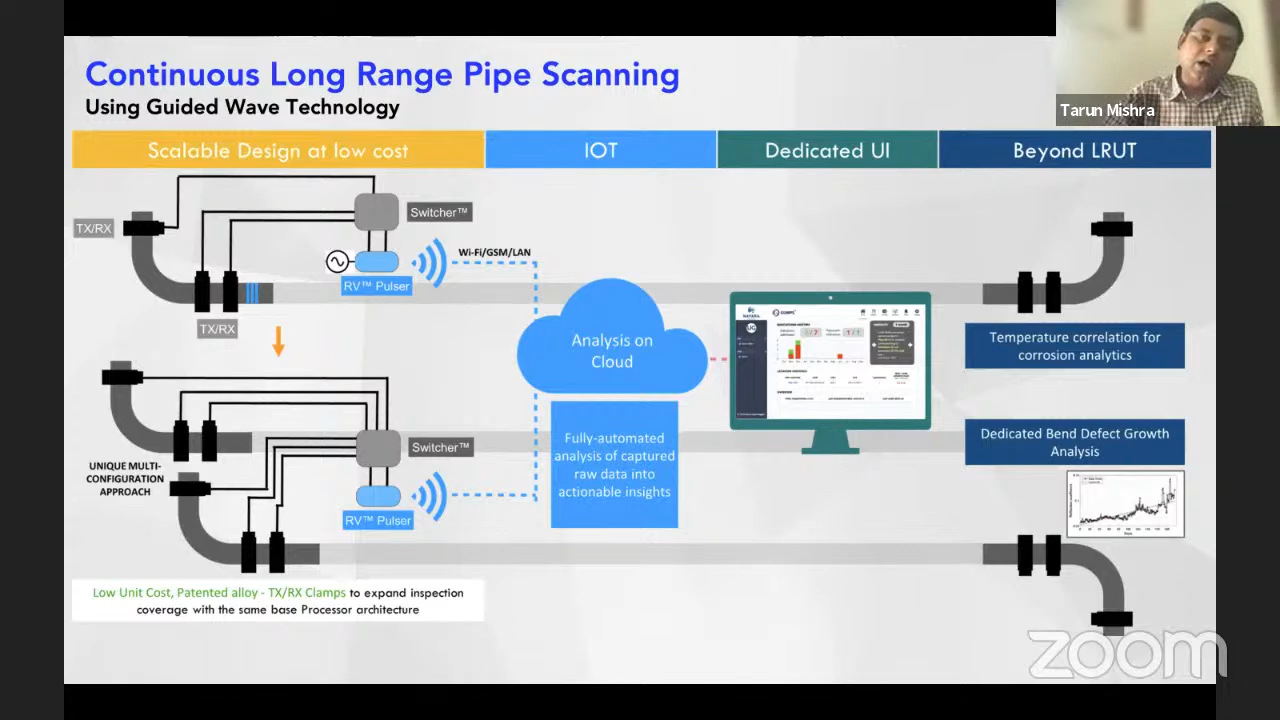 Continuous Long Range Pipe Scanning
Using Guided Wave Technology
Tarun Mishra
Scalable Design at low cost
IOT
Dedicated UI
Beyond LRUT
TX/RX
Switcher™
Wi-Fi/GSM/LAN
RV™ Pulser
TX/RX
Analysis on
Cloud
Temperature correlation for
corrosion analytics
Switcher™
UNIQUE MULTI-
CONFIGURATION
APPROACH
RV™ Pulser
Fully-automated
analysis of captured
raw data into
actionable insights
Dedicated Bend Defect Growth
Analysis
Low Unit Cost, Patented alloy - TX/RX Clamps to expand inspection
coverage with the same base Processor architecture
zoom